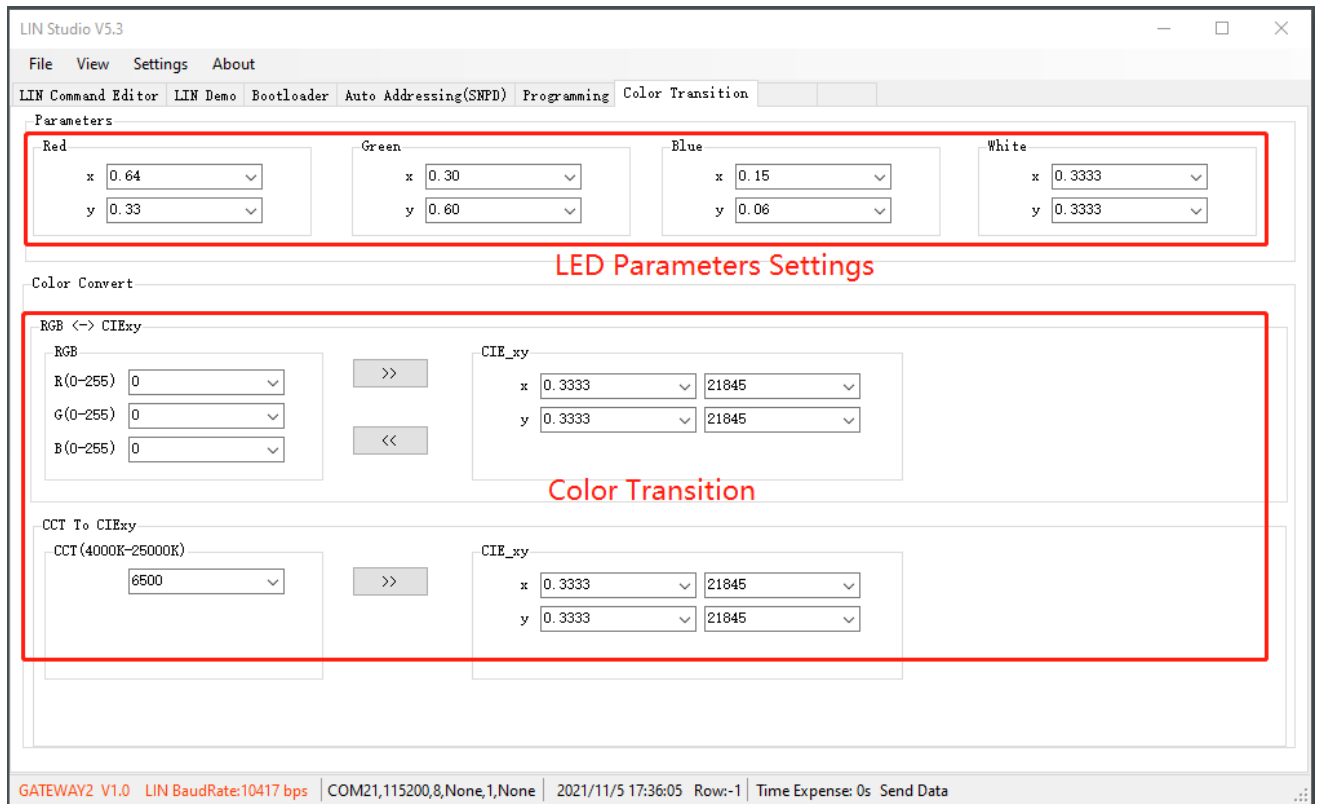 LIN Studio V5.3
File View Settings About
LIN Command Editor LIN Demo Bootloader Auto Addressing(SNPD) Programming Color Transition
Parameters
Red Green Blue White
x 0.64 x 0.30 x 0.15 x 0.3333
y 0.33 y 0.60 y 0.06 y 0.3333
LED Parameters Settings
Color Convert
RGB <-> CIExy
RGB CIE_xy
R(0-255) 0 >> x 0.3333 21845
G(0-255) 0 y 0.3333 21845
B(0-255) 0 <<
Color Transition
CCT To CIExy
CCT(4000K-25000K) CIE_xy
6500 >> x 0.3333 21845
y 0.3333 21845
GATEWAY2 V1.0 LIN BaudRate:10417 bps COM21,115200,8,None,1,None 2021/11/5 17:36:05 Row:-1 Time Expense: 0s Send Data